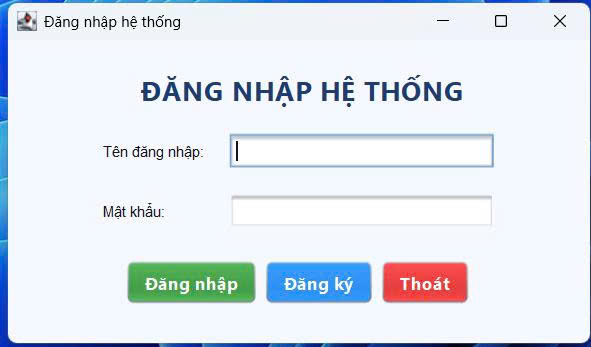 Đăng nhập hệ thống
ĐĂNG NHẬP HỆ THỐNG
Tên đăng nhập:
Mật khẩu:
Đăng nhập Đăng ký Thoát